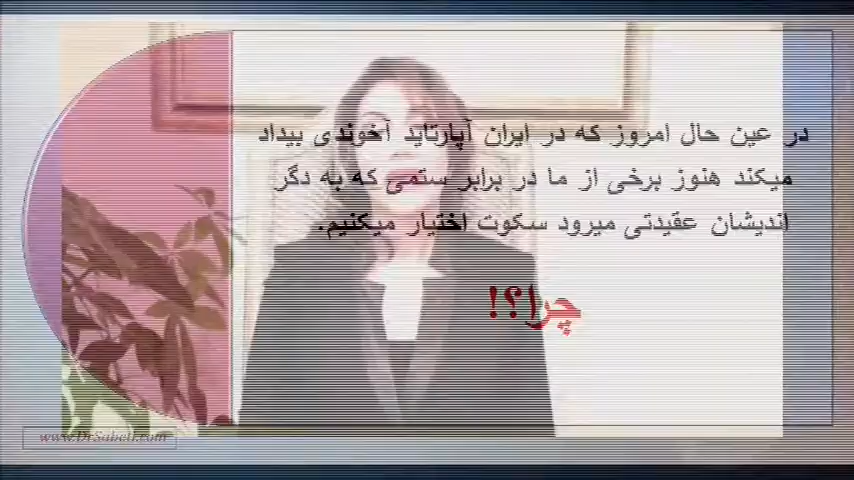 در عین حال امروز که در ایران آپارتاید آخوندی بیداد
میکند هنوز برخی از ما در برابر ستمی که به دگر
اندیشان عقیدتی میرود سکوت اختیار میکنیم.
چرا؟!
www.DrSabeti.com